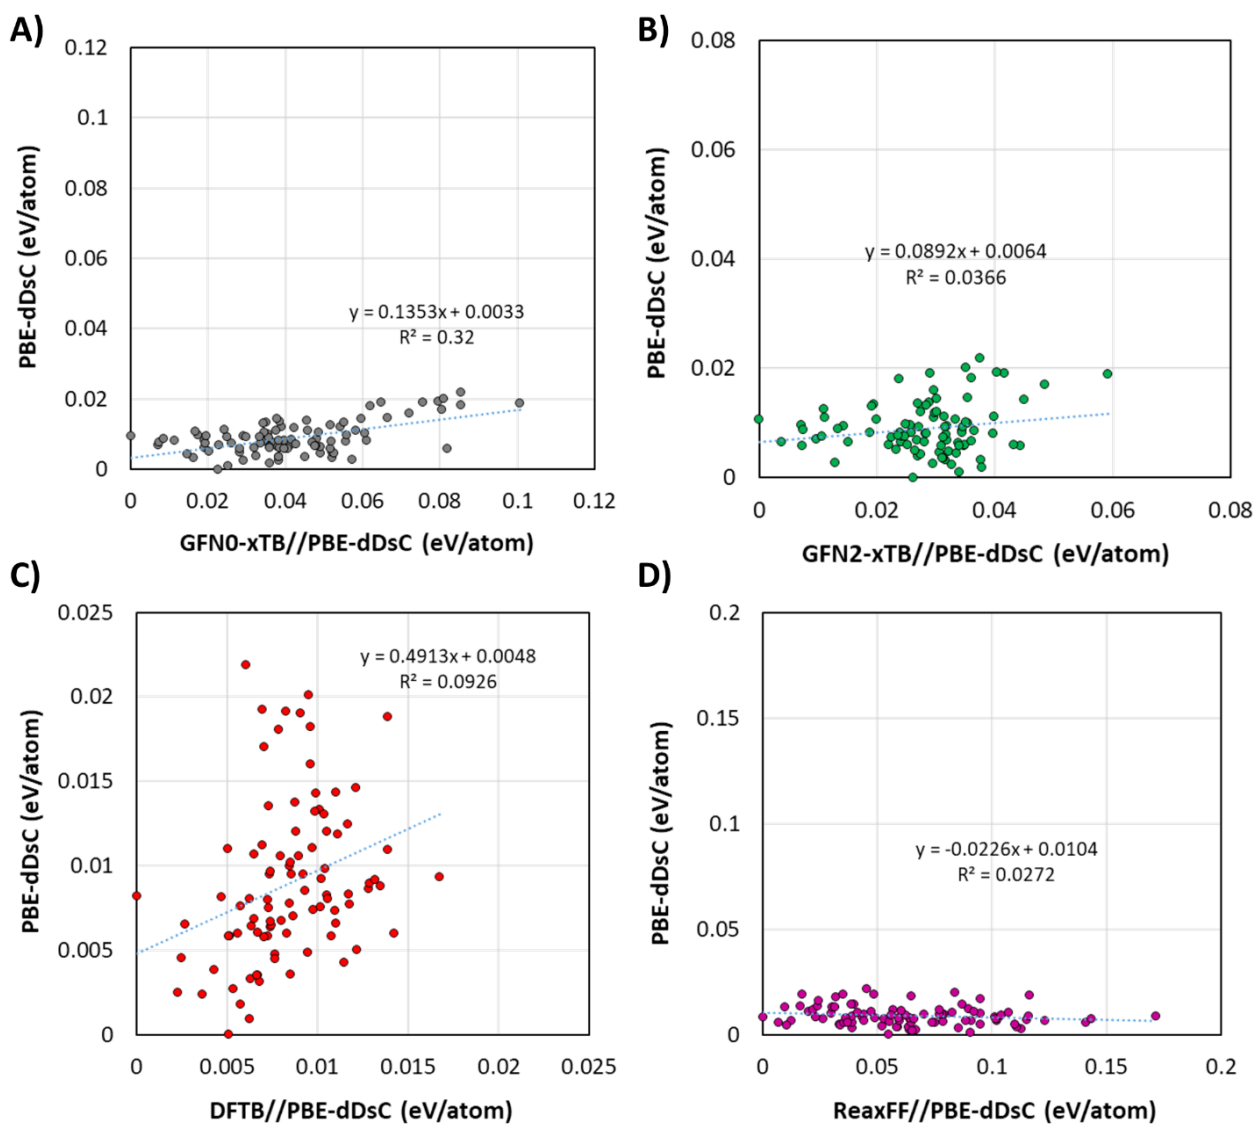 A)
0.12
0.1
0.08
0.06
0.04
0.02
0
PBE-dDsC (eV/atom)
y = 0.1353x + 0.0033
R² = 0.32
0 0.02 0.04 0.06 0.08 0.1 0.12
GFN0-xTB//PBE-dDsC (eV/atom)
B)
0.08
0.06
0.04
0.02
0
PBE-dDsC (eV/atom)
y = 0.0892x + 0.0064
R² = 0.0366
0 0.02 0.04 0.06 0.08
GFN2-xTB//PBE-dDsC (eV/atom)
C)
0.025
0.02
0.015
0.01
0.005
0
PBE-dDsC (eV/atom)
y = 0.4913x + 0.0048
R² = 0.0926
0 0.005 0.01 0.015 0.02 0.025
DFTB//PBE-dDsC (eV/atom)
D)
0.2
0.15
0.1
0.05
0
PBE-dDsC (eV/atom)
y = -0.0226x + 0.0104
R² = 0.0272
0 0.05 0.1 0.15 0.2
ReaxFF//PBE-dDsC (eV/atom)